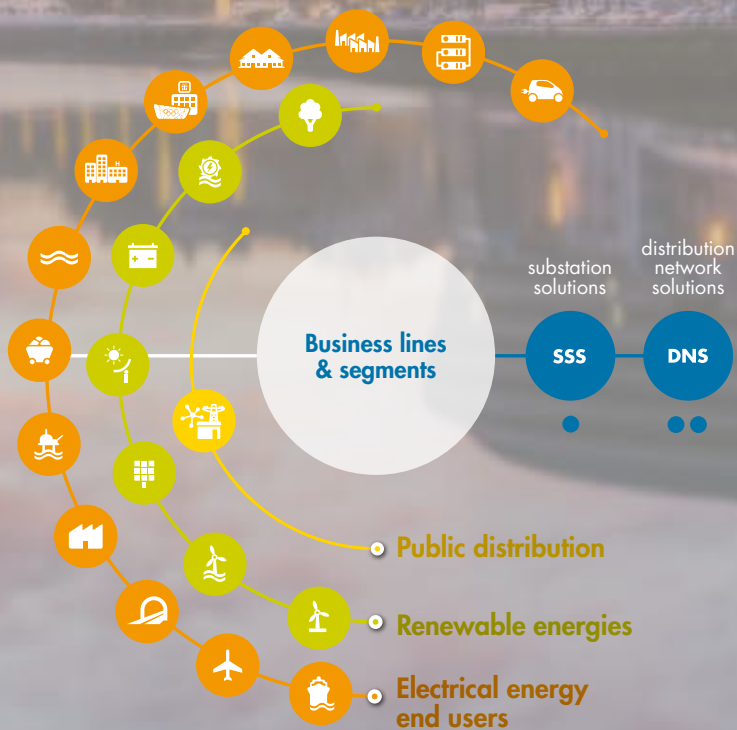 substation
solutions
distribution
network
solutions
Business lines
& segments
SSS
DNS
Public distribution
Renewable energies
Electrical energy
end users